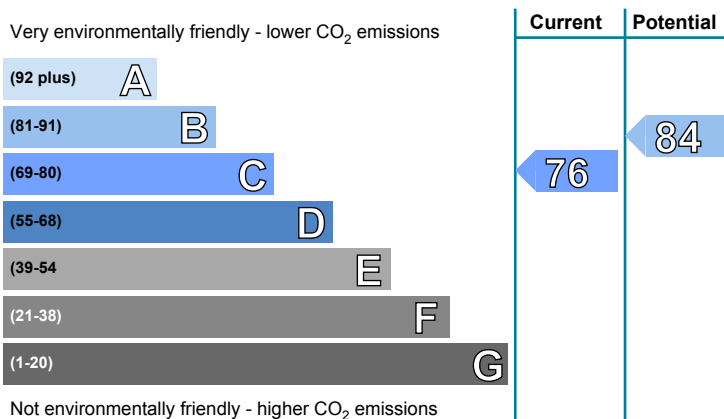 Current Potential
Very environmentally friendly - lower CO2 emissions
(92 plus) A
(81-91) B
84
(69-80) C
76
(55-68) D
(39-54 E
(21-38) F
(1-20) G
Not environmentally friendly - higher CO2 emissions